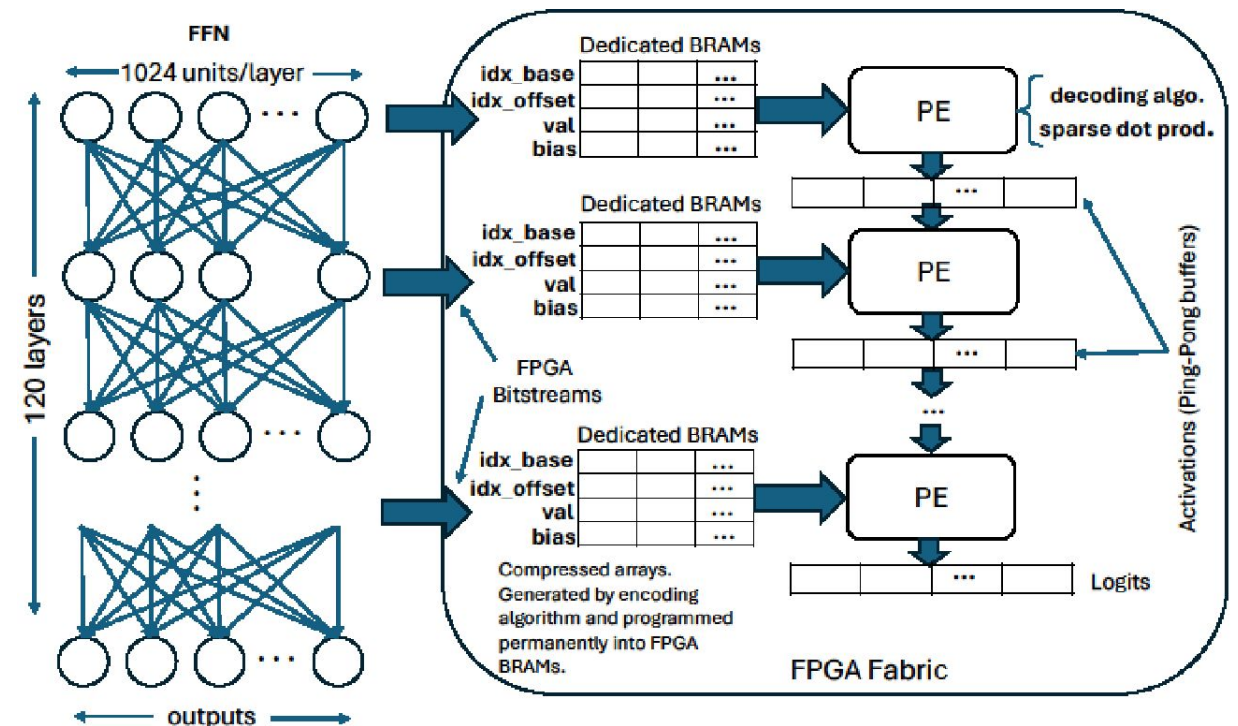 FFN
1024 units/layer
120 layers
outputs
Dedicated BRAMs
idx_base
idx_offset
val
bias
...
...
...
...
PE
decoding algo.
sparse dot prod.
...
Dedicated BRAMs
idx_base
idx_offset
val
bias
...
...
...
...
PE
...
FPGA
Bitstreams
...
Dedicated BRAMs
idx_base
idx_offset
val
bias
...
...
...
...
PE
...
Logits
Activations (Ping-Pong buffers)
Compressed arrays.
Generated by encoding
algorithm and programmed
permanently into FPGA
BRAMs.
FPGA Fabric